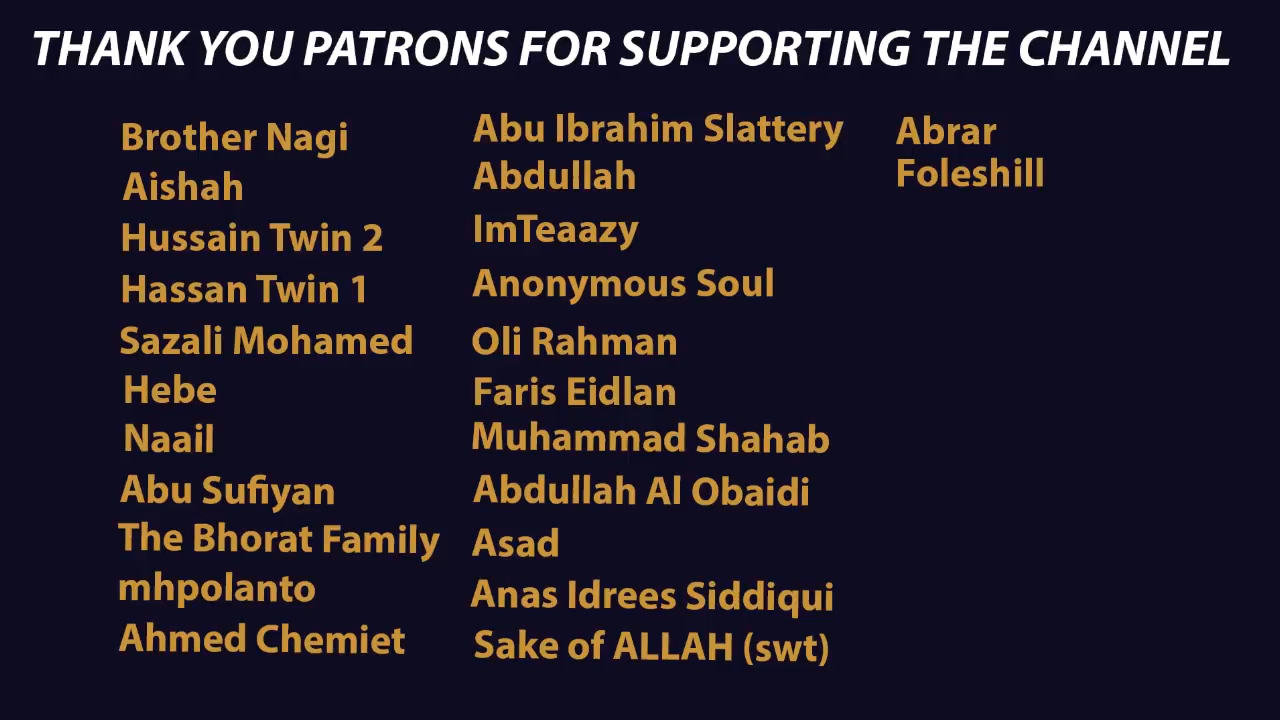 THANK YOU PATRONS FOR SUPPORTING THE CHANNEL
Brother Nagi
Aishah
Hussain Twin 2
Hassan Twin 1
Sazali Mohamed
Hebe
Naail
Abu Sufiyan
The Bhorat Family
mhpolanto
Ahmed Chemiet
Abu Ibrahim Slattery
Abdullah
ImTeaazy
Anonymous Soul
Oli Rahman
Faris Eidlan
Muhammad Shahab
Abdullah Al Obaidi
Asad
Anas Idrees Siddiqui
Sake of ALLAH (swt)
Abrar
Foleshill